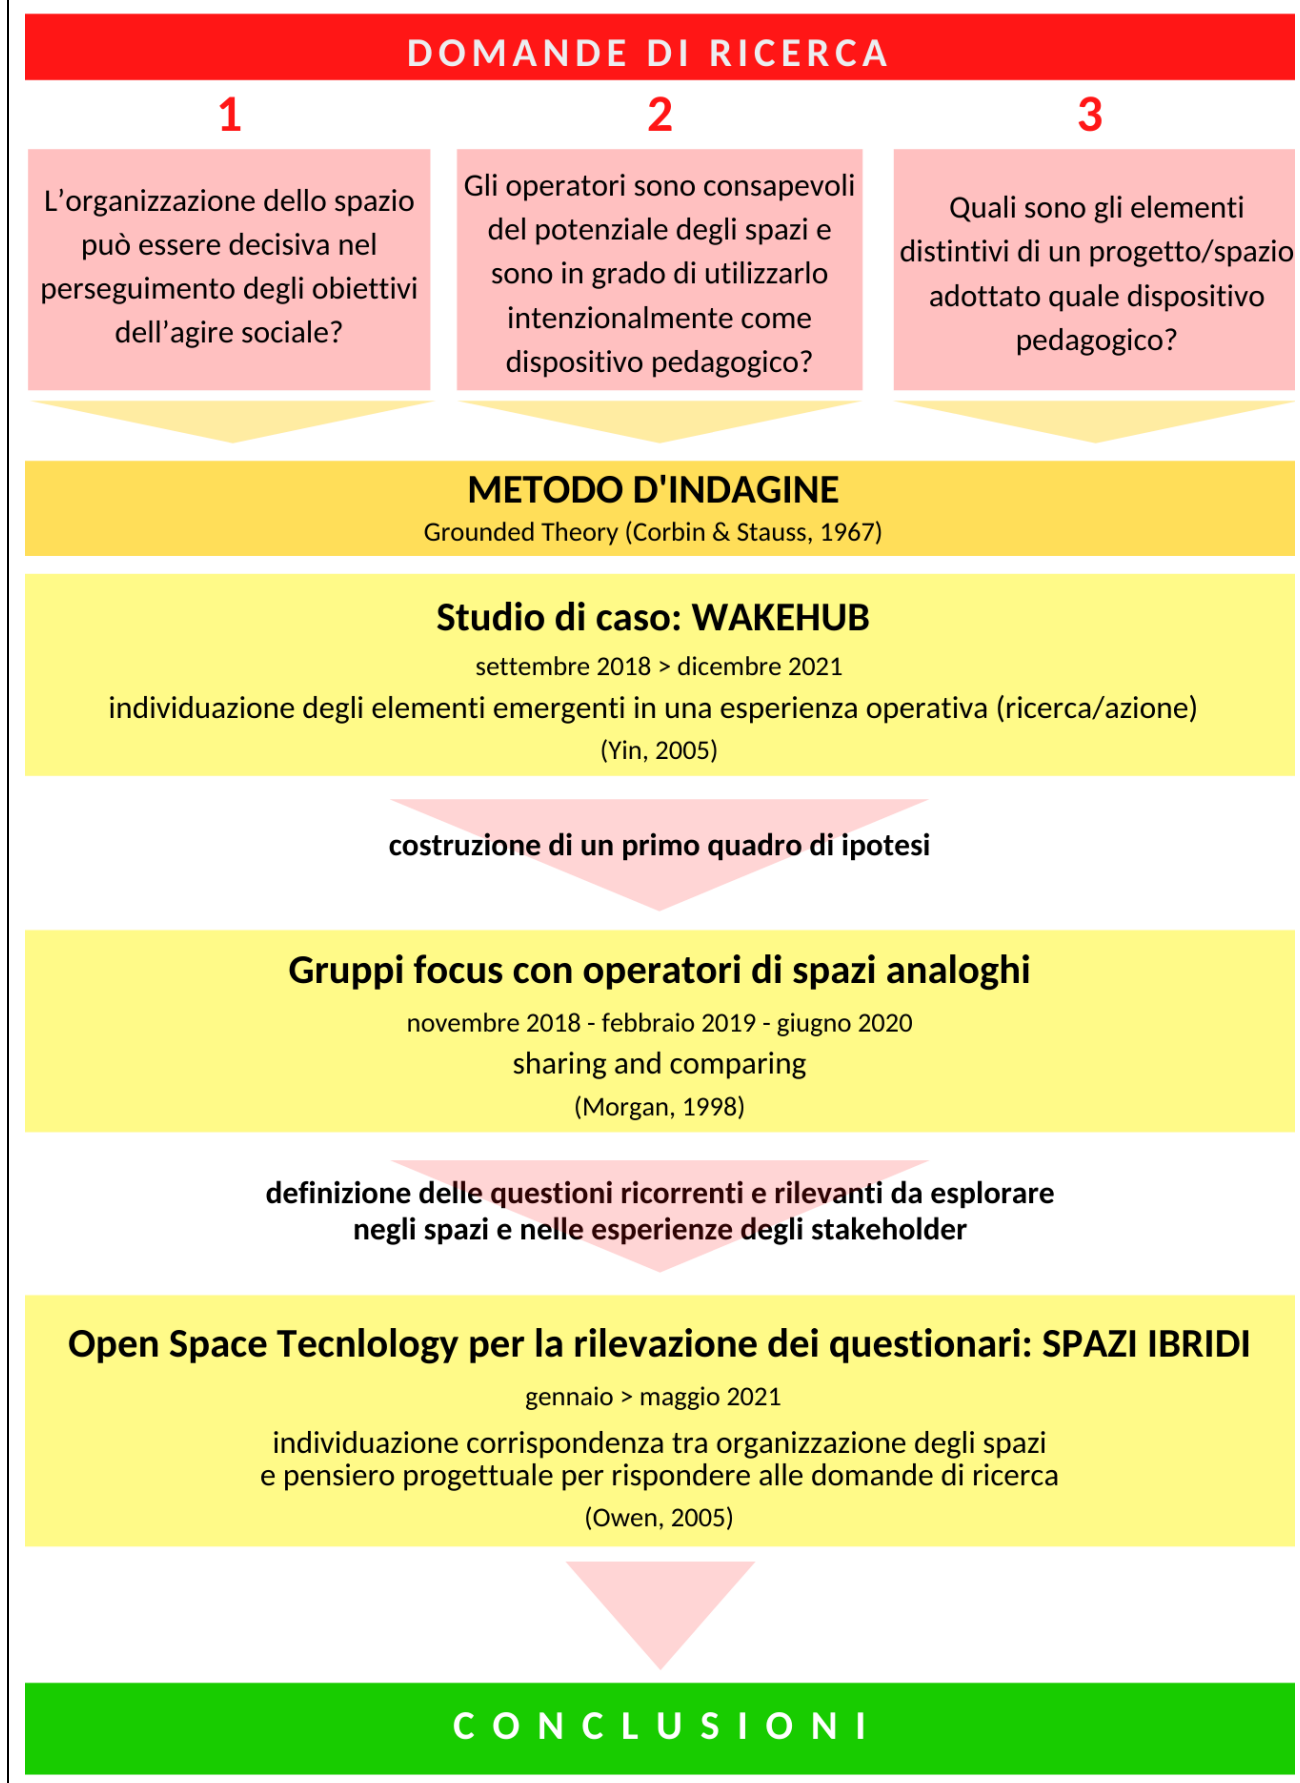 DOMANDE DI RICERCA
1
L’organizzazione dello spazio
può essere decisiva nel
perseguimento degli obiettivi
dell’agire sociale?
2
Gli operatori sono consapevoli
del potenziale degli spazi e
sono in grado di utilizzarlo
intenzionalmente come
dispositivo pedagogico?
3
Quali sono gli elementi
distintivi di un progetto/spazio
adottato quale dispositivo
pedagogico?
METODO D'INDAGINE
Grounded Theory (Corbin & Stauss, 1967)
Studio di caso: WAKEHUB
settembre 2018 > dicembre 2021
individuazione degli elementi emergenti in una esperienza operativa (ricerca/azione)
(Yin, 2005)
costruzione di un primo quadro di ipotesi
Gruppi focus con operatori di spazi analoghi
novembre 2018 - febbraio 2019 - giugno 2020
sharing and comparing
(Morgan, 1998)
definizione delle questioni ricorrenti e rilevanti da esplorare
negli spazi e nelle esperienze degli stakeholder
Open Space Tecnlology per la rilevazione dei questionari: SPAZI IBRIDI
gennaio > maggio 2021
individuazione corrispondenza tra organizzazione degli spazi
e pensiero progettuale per rispondere alle domande di ricerca
(Owen, 2005)
CONCLUSIONI